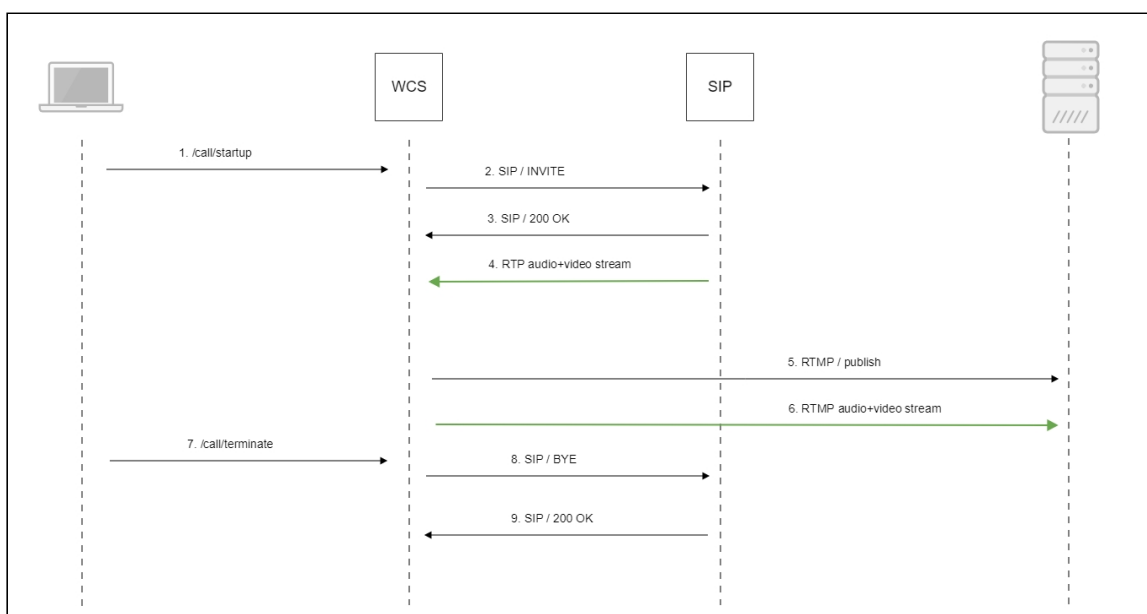 WCS
SIP
1. /call/startup
2. SIP / INVITE
3. SIP / 200 OK
4. RTP audio+video stream
5. RTMP / publish
6. RTMP audio+video stream
7. /call/terminate
8. SIP / BYE
9. SIP / 200 OK